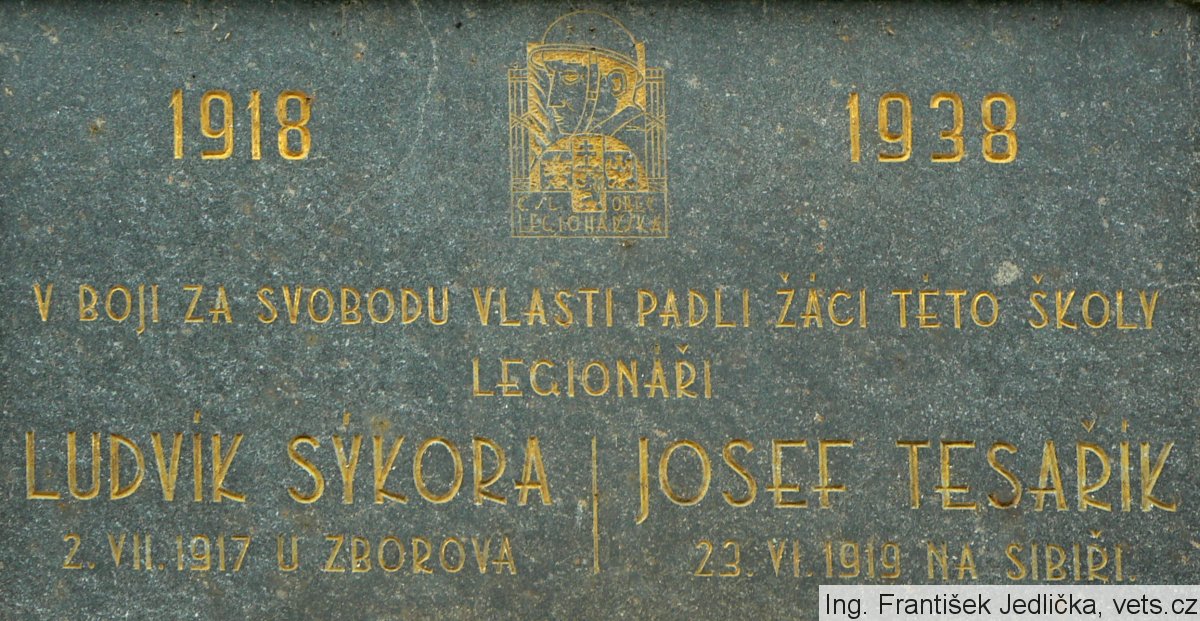 1918 1938
ČSL. OBEC
LEGIONÁŘSKÁ
V BOJI ZA SVOBODU VLASTI PADLI ŽÁCI TÉTO ŠKOLY
LEGIONÁŘI
LUDVÍK SÝKORA JOSEF TESAŘÍK
2. VII. 1917 U ZBOROVA 23. VI. 1919 NA SIBIŘI.
Ing. František Jedlička, vets.cz